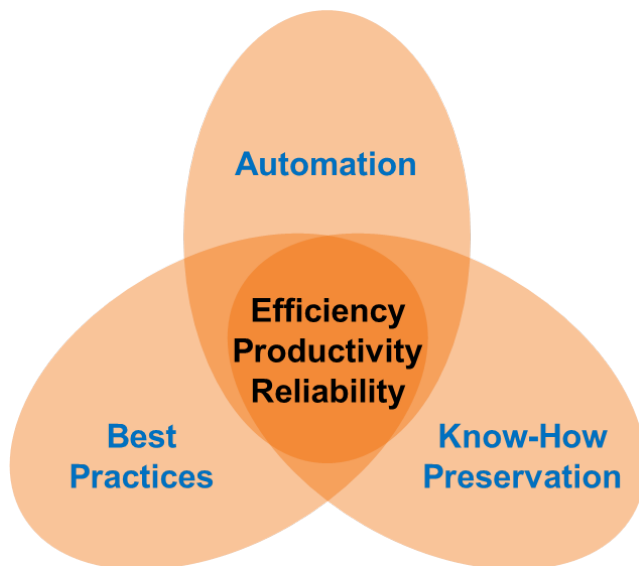 Automation
Efficiency
Productivity
Reliability
Best
Practices
Know-How
Preservation